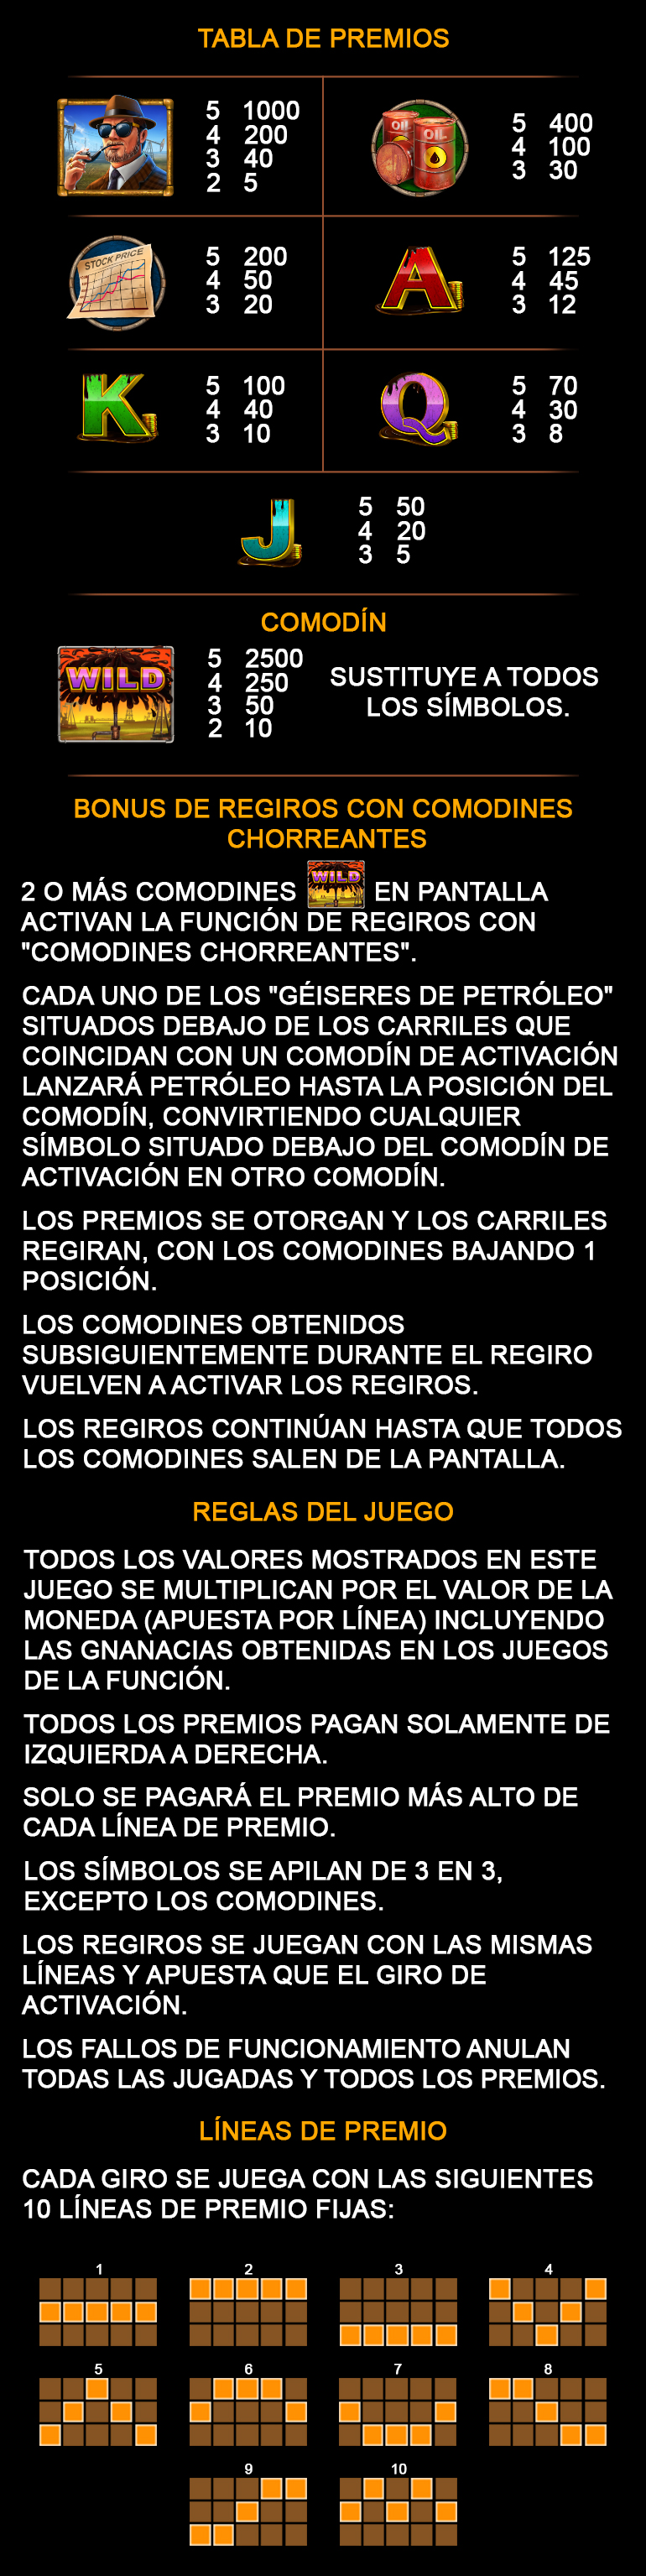 TABLA DE PREMIOS
5 1000
4 200
3 40
2 5
OIL
OIL
5 400
4 100
3 30
STOCK PRICE
5 200
4 50
3 20
A
5 125
4 45
3 12
K
5 100
4 40
3 10
Q
5 70
4 30
3 8
J
5 50
4 20
3 5
COMODÍN
WILD
5 2500
4 250
3 50
2 10
SUSTITUYE A TODOS
LOS SÍMBOLOS.
BONUS DE REGIROS CON COMODINES
CHORREANTES
2 O MÁS COMODINES WILD EN PANTALLA
ACTIVAN LA FUNCIÓN DE REGIROS CON
"COMODINES CHORREANTES".
CADA UNO DE LOS "GÉISERES DE PETRÓLEO"
SITUADOS DEBAJO DE LOS CARRILES QUE
COINCIDAN CON UN COMODÍN DE ACTIVACIÓN
LANZARÁ PETRÓLEO HASTA LA POSICIÓN DEL
COMODÍN, CONVIRTIENDO CUALQUIER
SÍMBOLO SITUADO DEBAJO DEL COMODÍN DE
ACTIVACIÓN EN OTRO COMODÍN.
LOS PREMIOS SE OTORGAN Y LOS CARRILES
REGIRAN, CON LOS COMODINES BAJANDO 1
POSICIÓN.
LOS COMODINES OBTENIDOS
SUBSIGUIENTEMENTE DURANTE EL REGIRO
VUELVEN A ACTIVAR LOS REGIROS.
LOS REGIROS CONTINÚAN HASTA QUE TODOS
LOS COMODINES SALEN DE LA PANTALLA.
REGLAS DEL JUEGO
TODOS LOS VALORES MOSTRADOS EN ESTE
JUEGO SE MULTIPLICAN POR EL VALOR DE LA
MONEDA (APUESTA POR LÍNEA) INCLUYENDO
LAS GNANACIAS OBTENIDAS EN LOS JUEGOS
DE LA FUNCIÓN.
TODOS LOS PREMIOS PAGAN SOLAMENTE DE
IZQUIERDA A DERECHA.
SOLO SE PAGARÁ EL PREMIO MÁS ALTO DE
CADA LÍNEA DE PREMIO.
LOS SÍMBOLOS SE APILAN DE 3 EN 3,
EXCEPTO LOS COMODINES.
LOS REGIROS SE JUEGAN CON LAS MISMAS
LÍNEAS Y APUESTA QUE EL GIRO DE
ACTIVACIÓN.
LOS FALLOS DE FUNCIONAMIENTO ANULAN
TODAS LAS JUGADAS Y TODOS LOS PREMIOS.
LÍNEAS DE PREMIO
CADA GIRO SE JUEGA CON LAS SIGUIENTES
10 LÍNEAS DE PREMIO FIJAS:
1 2 3 4
5 6 7 8
9 10